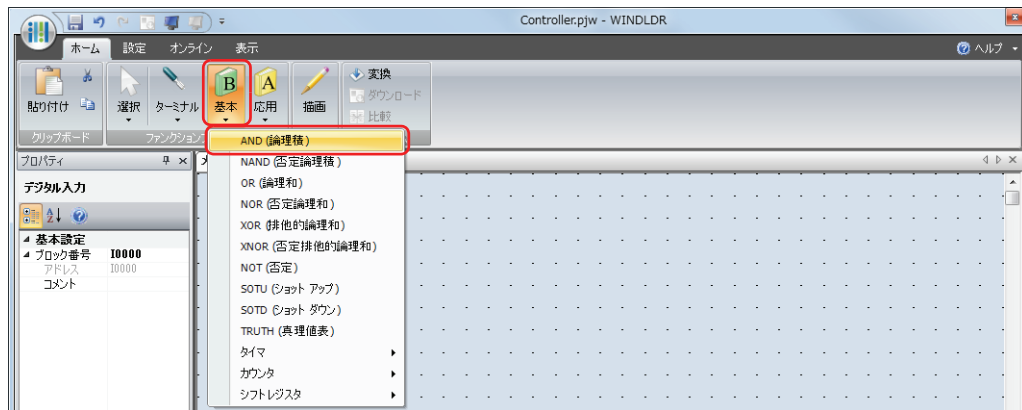 Controller.pjw - WINDLDR
ホーム 設定 オンライン 表示 ヘルプ
貼り付け 選択 ターミナル B 基本 A 応用 描画 変換
ダウンロード
比較
クリップボード ファンクション
AND (論理積)
NAND (否定論理積)
OR (論理和)
NOR (否定論理和)
XOR (排他的論理和)
XNOR (否定排他的論理和)
NOT (否定)
SOTU (ショット アップ)
SOTD (ショット ダウン)
TRUTH (真理値表)
タイマ
カウンタ
シフトレジスタ
プロパティ
デジタル入力
基本設定
ブロック番号 I0000
アドレス I0000
コメント